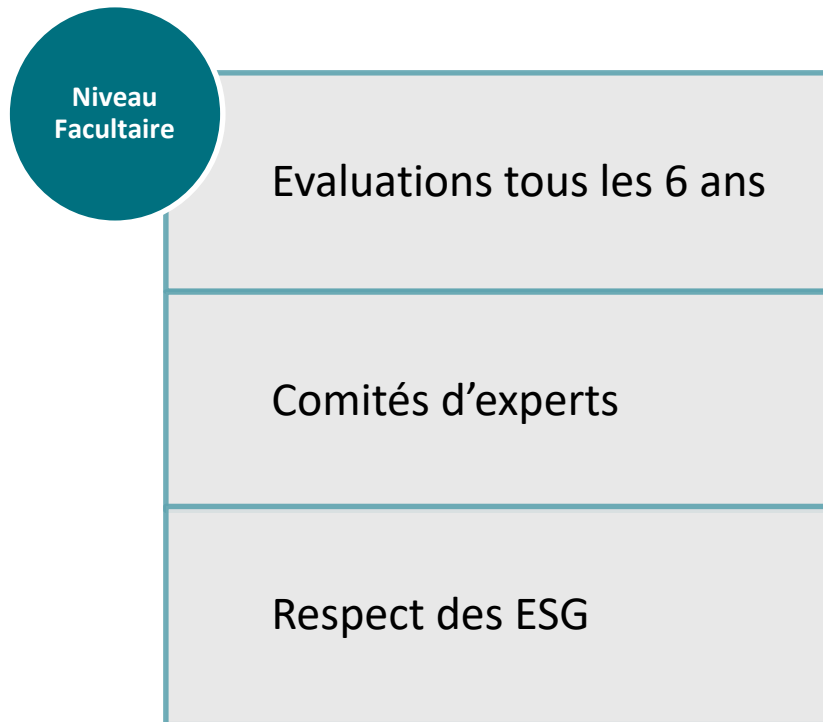 Niveau
Facultaire
Evaluations tous les 6 ans
Comités d’experts
Respect des ESG